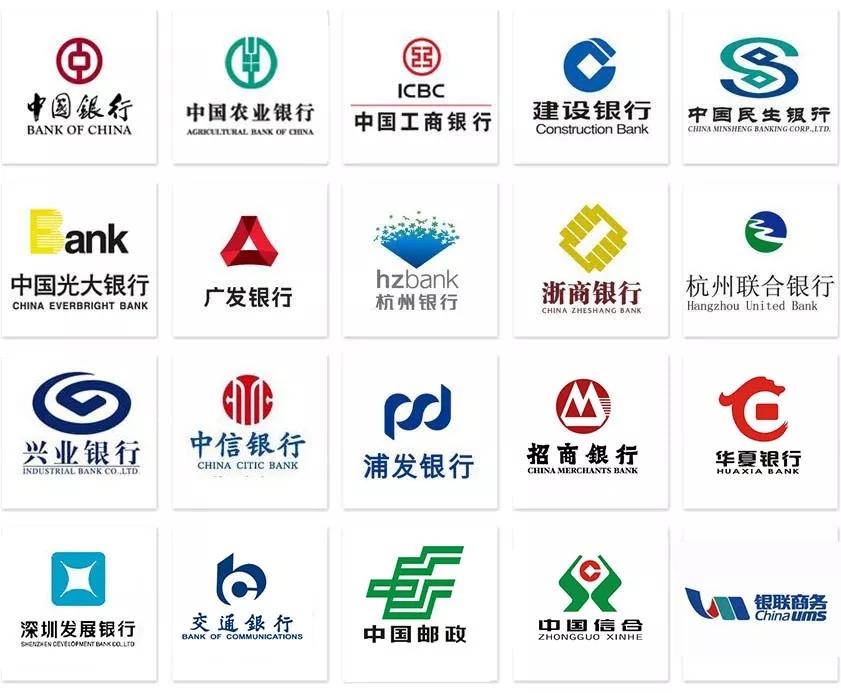 中国银行
BANK OF CHINA
中国农业银行
AGRICULTURAL BANK OF CHINA
ICBC
中国工商银行
建设银行
Construction Bank
中国民生银行
CHINA MINSHENG BANKING CORP.,LTD.
Bank
中国光大银行
CHINA EVERBRIGHT BANK
广发银行
hzbank
杭州银行
浙商银行
CHINA ZHESHANG BANK
杭州联合银行
Hangzhou United Bank
兴业银行
INDUSTRIAL BANK CO.,LTD.
中信银行
CHINA CITIC BANK
浦发银行
招商銀行
CHINA MERCHANTS BANK
华夏银行
HUAXIA BANK
深圳发展银行
SHENZHEN DEVELOPMENT BANK CO.,LTD
交通銀行
BANK OF COMMUNICATIONS
中国邮政
中国信合
ZHONGGUO XINHE
银联商务
China ums